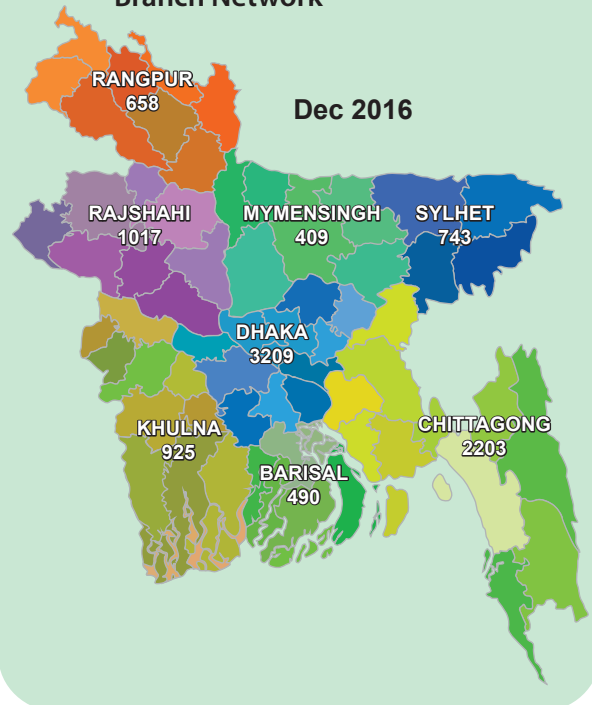 Branch Network
Dec 2016
RANGPUR
658
RAJSHAHI
1017
MYMENSINGH
409
SYLHET
743
DHAKA
3209
KHULNA
925
BARISAL
490
CHITTAGONG
2203